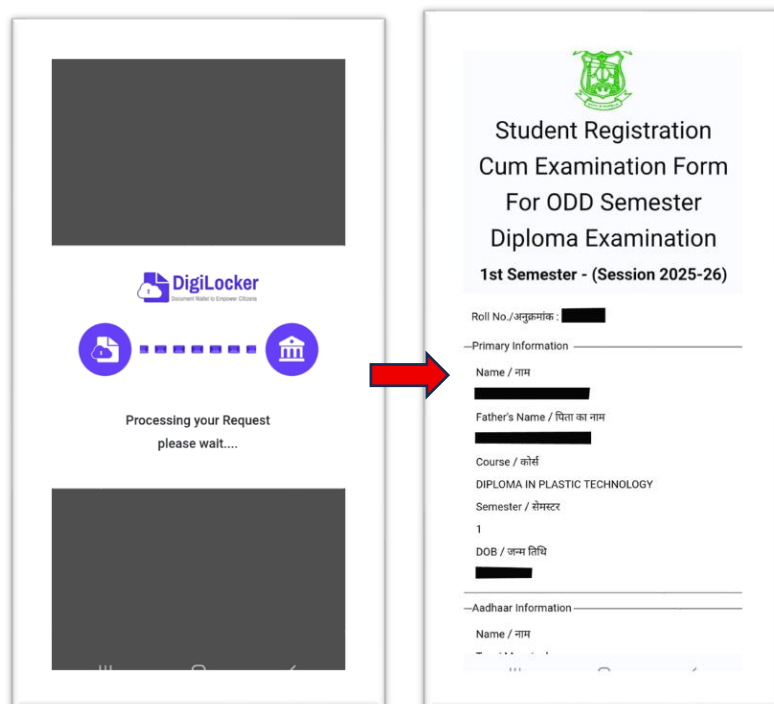 DigiLocker
Document Wallet to Empower Citizens
Processing your Request
please wait....
Student Registration
Cum Examination Form
For ODD Semester
Diploma Examination
1st Semester - (Session 2025-26)
Roll No./अनुक्रमांक :
Primary Information
Name / नाम
Father's Name / पिता का नाम
Course / कोर्स
DIPLOMA IN PLASTIC TECHNOLOGY
Semester / सेमेस्टर
1
DOB / जन्म तिथि
Aadhaar Information
Name / नाम